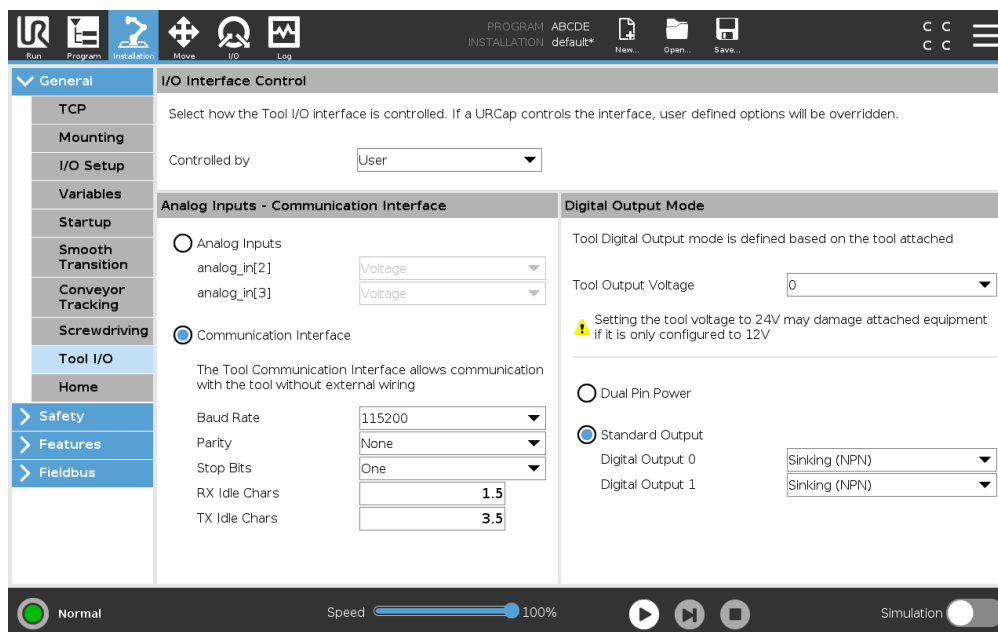 PROGRAM ABCDE
INSTALLATION default*
Run
Program
Installation
Move
I/O
Log
New...
Open...
Save...
C C
C C
General
TCP
Mounting
I/O Setup
Variables
Startup
Smooth
Transition
Conveyor
Tracking
Screwdriving
Tool I/O
Home
Safety
Features
Fieldbus
I/O Interface Control
Select how the Tool I/O interface is controlled. If a URCap controls the interface, user defined options will be overridden.
Controlled by User
Analog Inputs - Communication Interface
Analog Inputs
analog_in[2] Voltage
analog_in[3] Voltage
Communication Interface
The Tool Communication Interface allows communication
with the tool without external wiring
Baud Rate 115200
Parity None
Stop Bits One
RX Idle Chars 1.5
TX Idle Chars 3.5
Digital Output Mode
Tool Digital Output mode is defined based on the tool attached
Tool Output Voltage 0
Setting the tool voltage to 24V may damage attached equipment
if it is only configured to 12V
Dual Pin Power
Standard Output
Digital Output 0 Sinking (NPN)
Digital Output 1 Sinking (NPN)
Normal
Speed 100%
Simulation